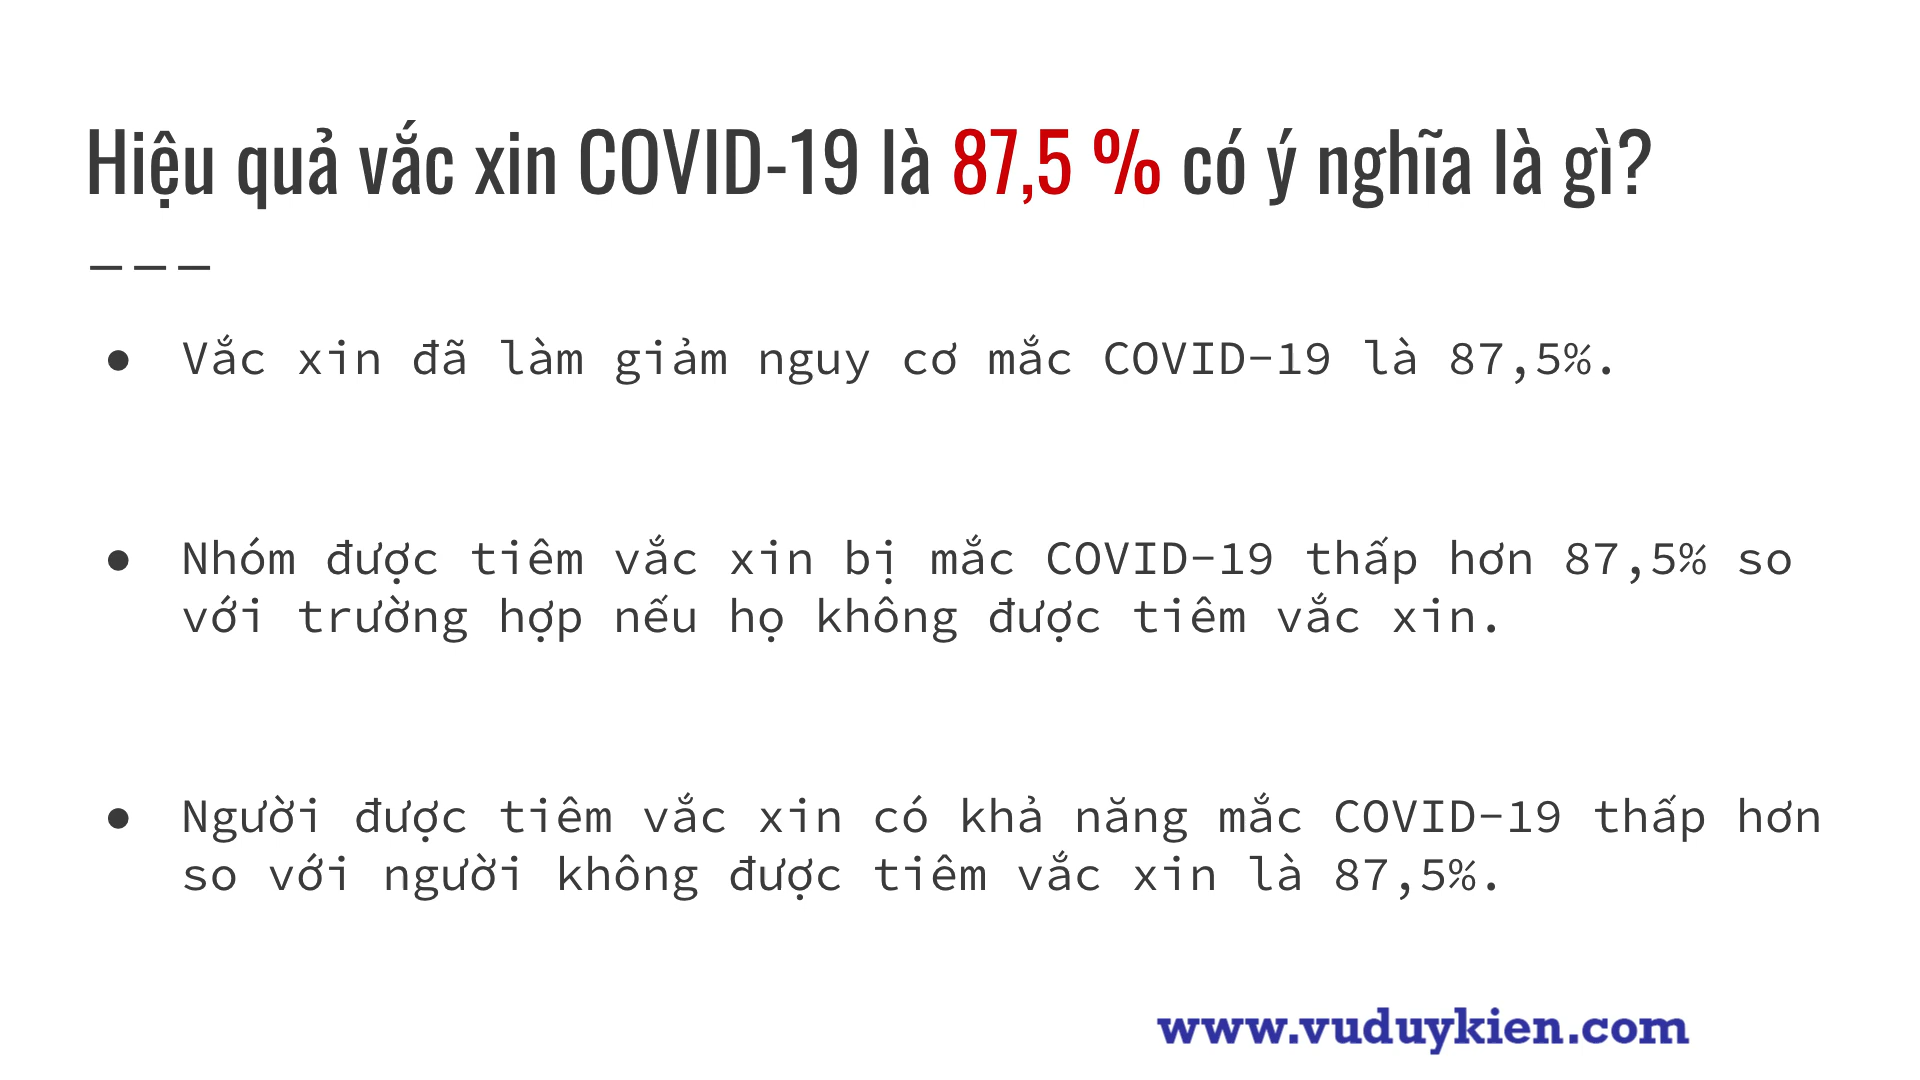 Hiệu quả vắc xin COVID-19 là 87,5 % có ý nghĩa là gì?
● Vắc xin đã làm giảm nguy cơ mắc COVID-19 là 87,5%.
● Nhóm được tiêm vắc xin bị mắc COVID-19 thấp hơn 87,5% so
với trường hợp nếu họ không được tiêm vắc xin.
● Người được tiêm vắc xin có khả năng mắc COVID-19 thấp hơn
so với người không được tiêm vắc xin là 87,5%.
www.vuduykien.com